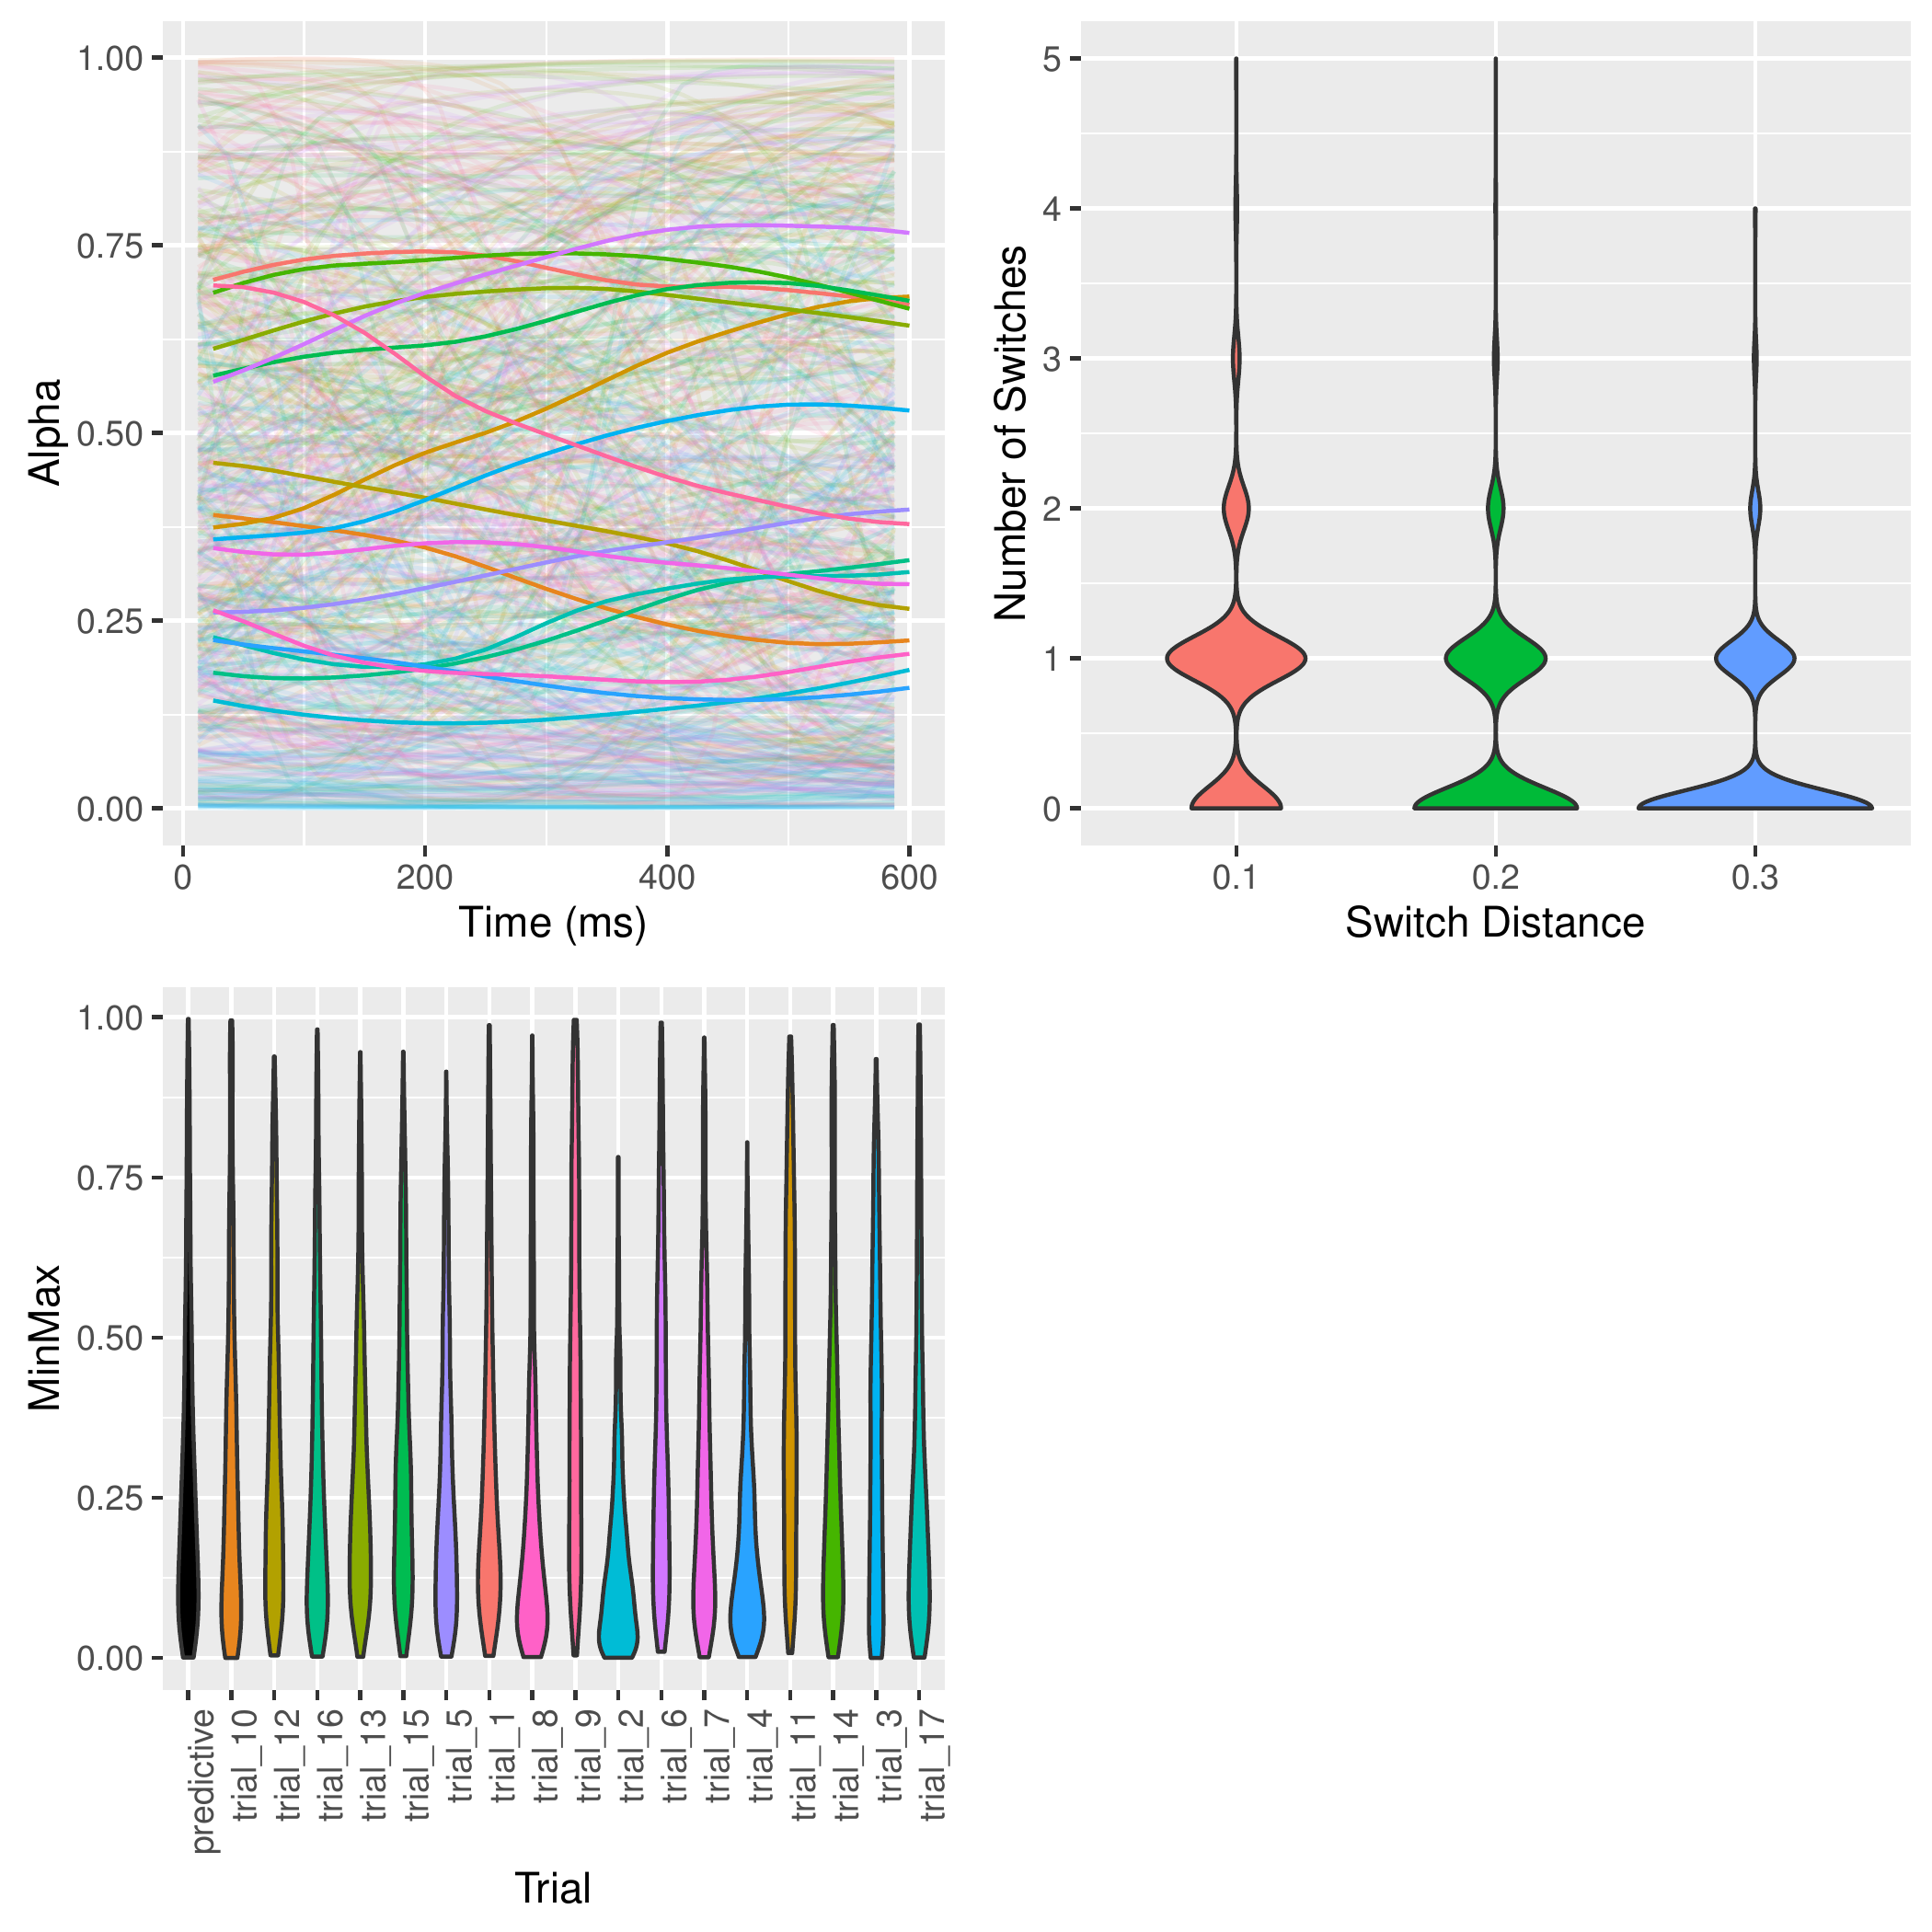 1.00
0.75
0.50
0.25
0.00
Alpha
0 200 400 600
Time (ms)
5
4
3
2
1
0
Number of Switches
0.1 0.2 0.3
Switch Distance
1.00
0.75
0.50
0.25
0.00
MinMax
predictive
trial_10
trial_12
trial_16
trial_13
trial_15
trial_5
trial_1
trial_8
trial_9
trial_2
trial_6
trial_7
trial_4
trial_11
trial_14
trial_3
trial_17
Trial